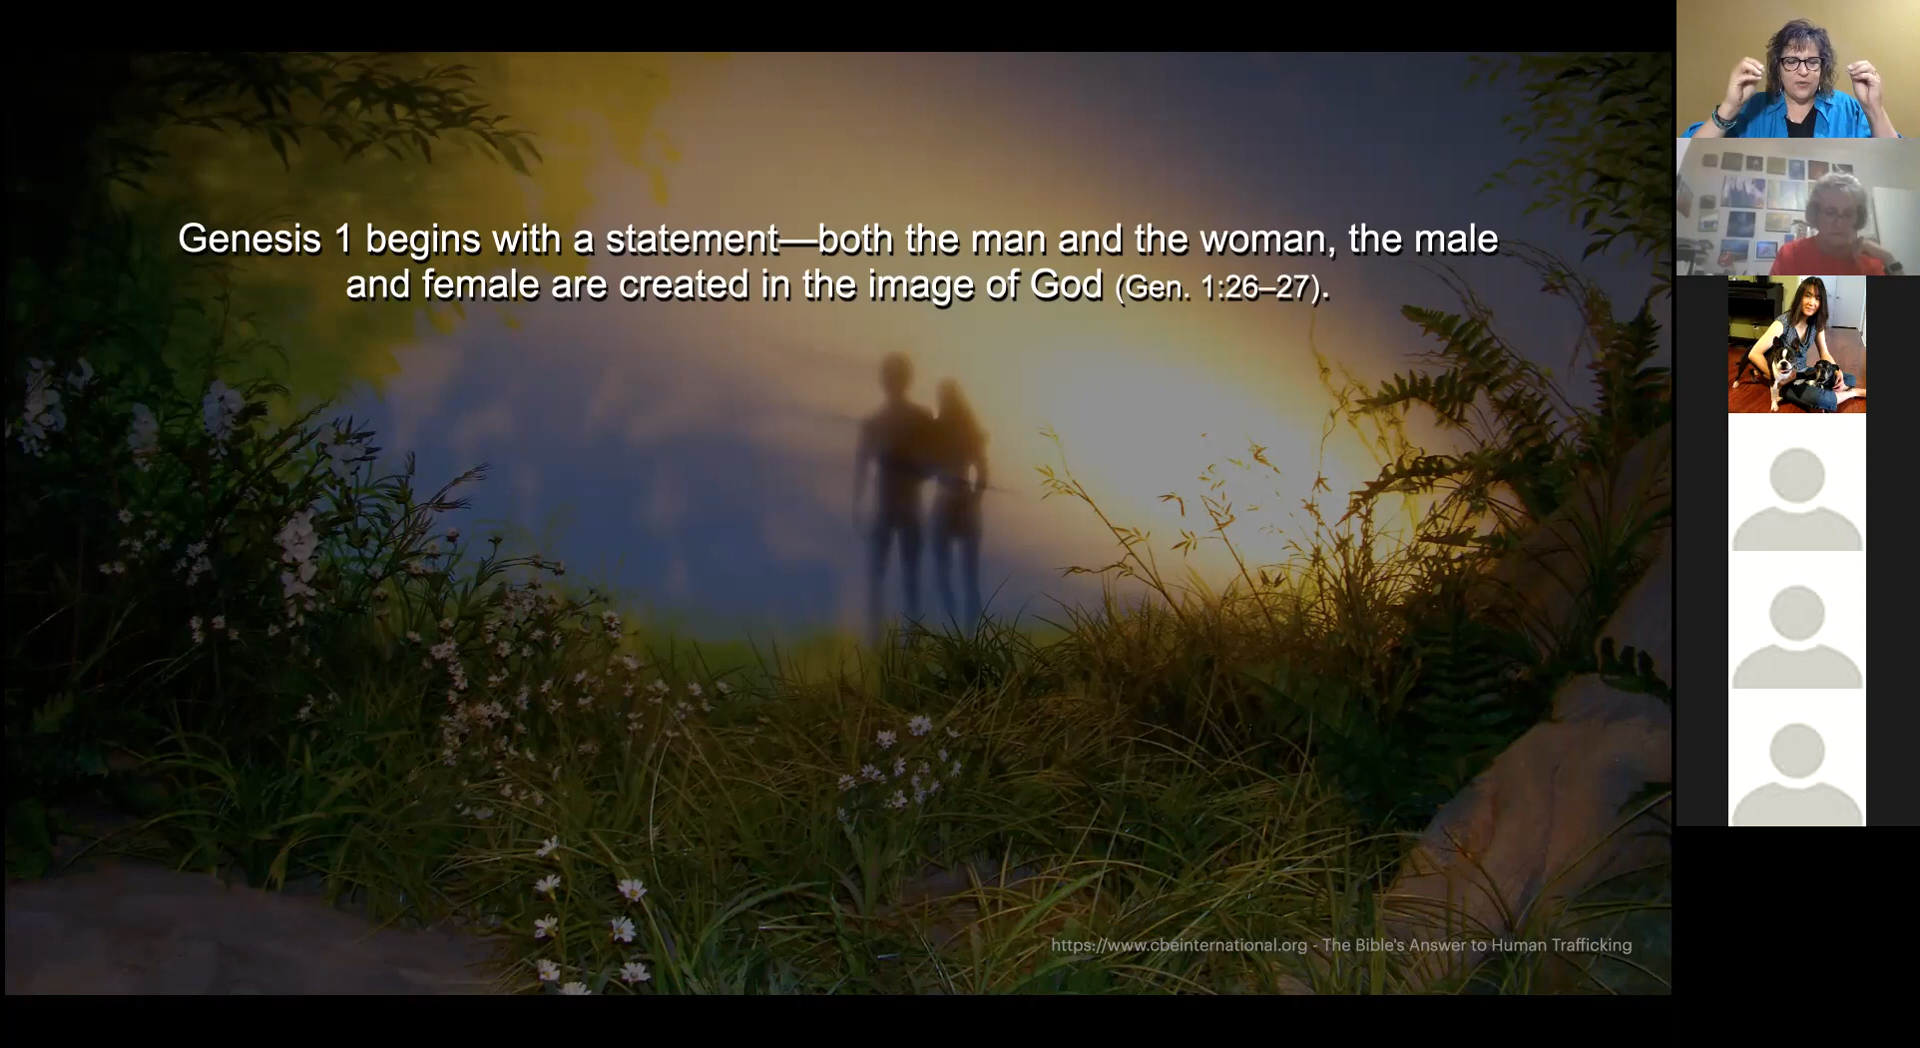 Genesis 1 begins with a statement—both the man and the woman, the male
and female are created in the image of God (Gen. 1:26–27).
https://www.cbeinternational.org - The Bible's Answer to Human Trafficking